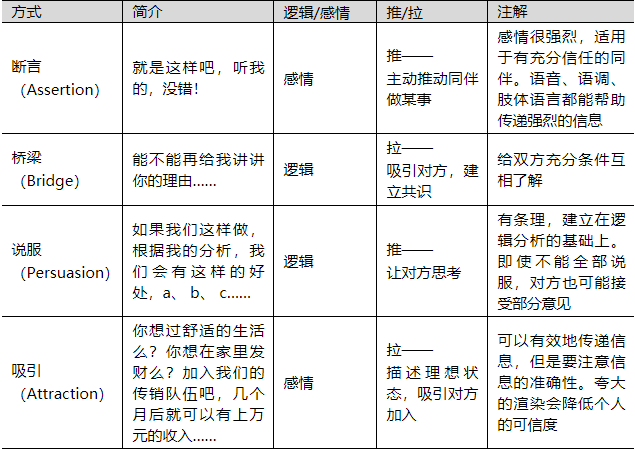 方式 简介 逻辑/感情 推/拉 注解
断言
（Assertion）
就是这样吧，听我
的，没错！
感情
推——
主动推动同伴
做某事
感情很强烈，适用
于有充分信任的同
伴。语音、语调、
肢体语言都能帮助
传递强烈的信息
桥梁
（Bridge）
能不能再给我讲讲
你的理由……
逻辑
拉——
吸引对方，建
立共识
给双方充分条件互
相了解
说服
（Persuasion）
如果我们这样做，
根据我的分析，我
们会有这样的好
处，a、 b、 c……
逻辑
推——
让对方思考
有条理，建立在逻
辑分析的基础上。
即使不能全部说
服，对方也可能接
受部分意见
吸引
（Attraction）
你想过舒适的生活
么？你想在家里发
财么？加入我们的
传销队伍吧，几个
月后就可以有上万
元的收入……
感情
拉——
描述理想状
态，吸引对方
加入
可以有效地传递信
息，但是要注意信
息的准确性。夸大
的渲染会降低个人
的可信度